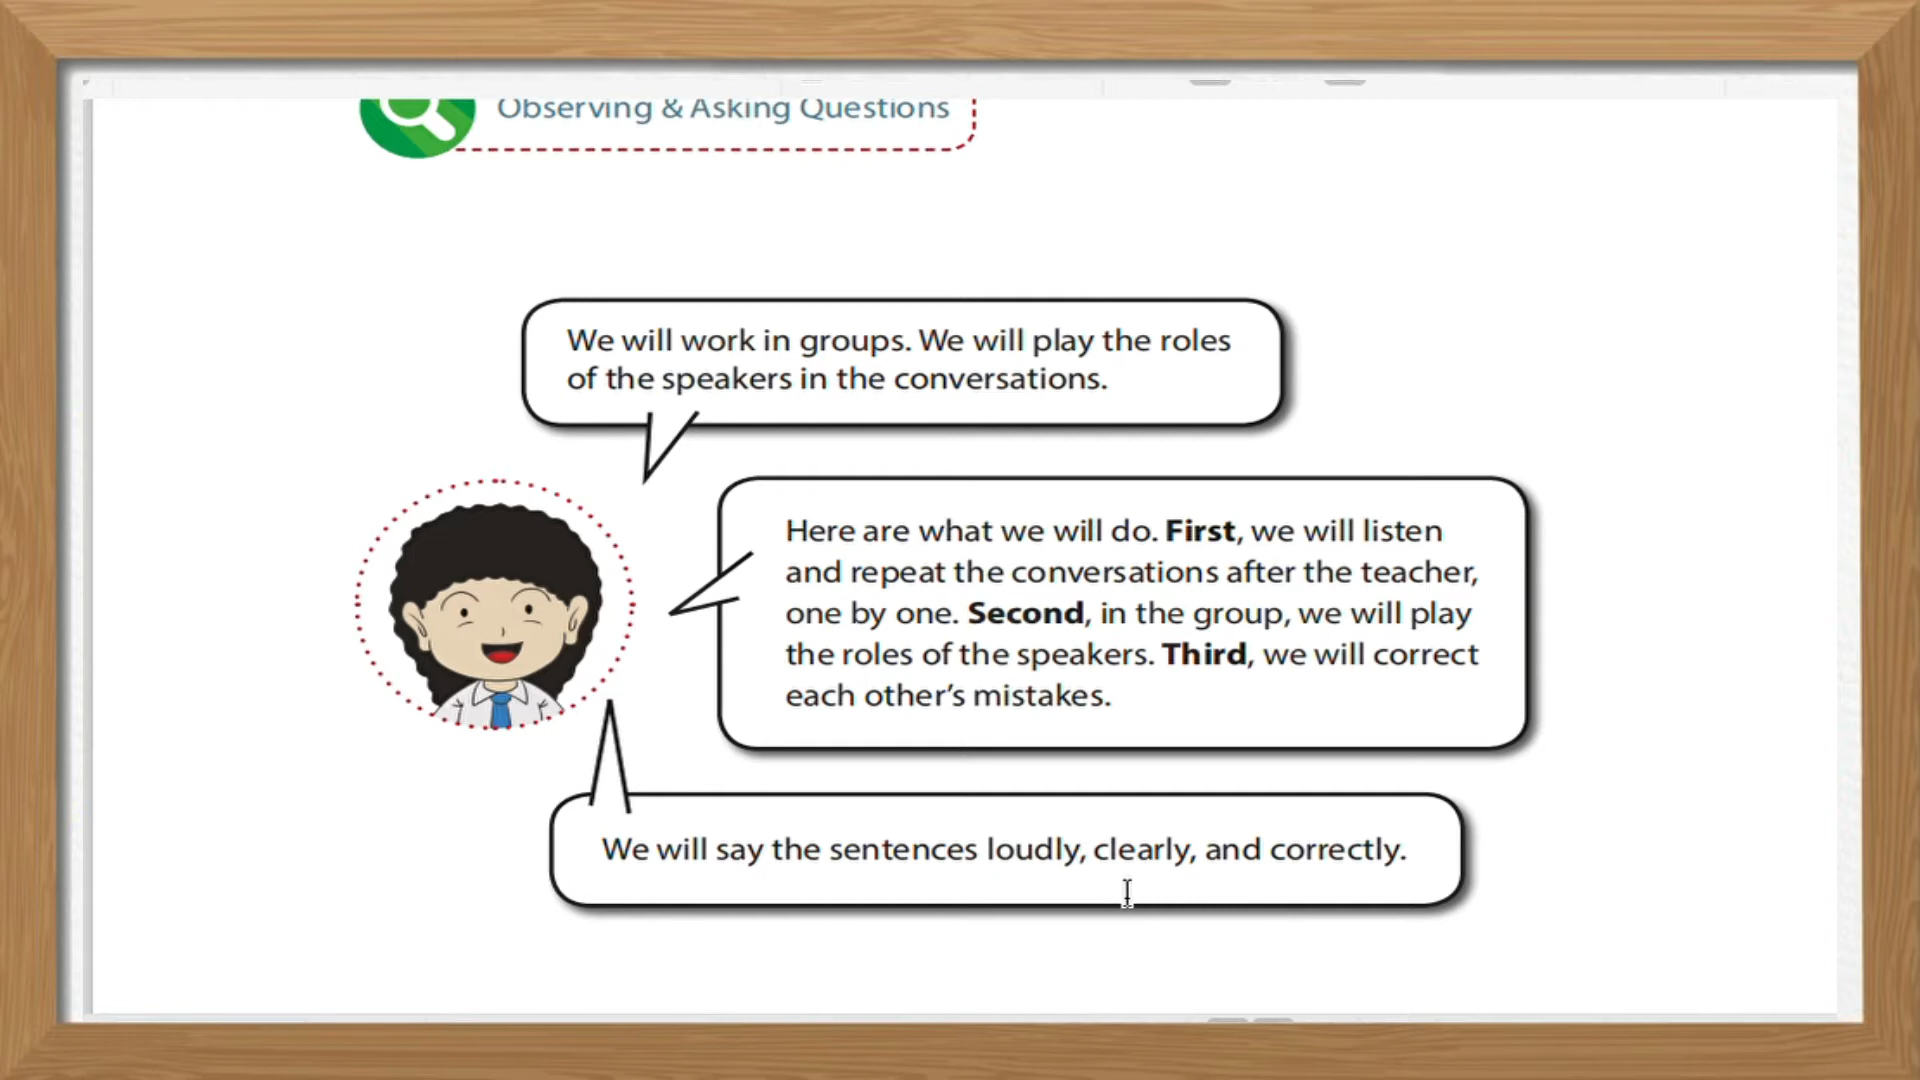 Observing & Asking Questions
We will work in groups. We will play the roles
of the speakers in the conversations.
Here are what we will do. First, we will listen
and repeat the conversations after the teacher,
one by one. Second, in the group, we will play
the roles of the speakers. Third, we will correct
each other’s mistakes.
We will say the sentences loudly, clearly, and correctly.